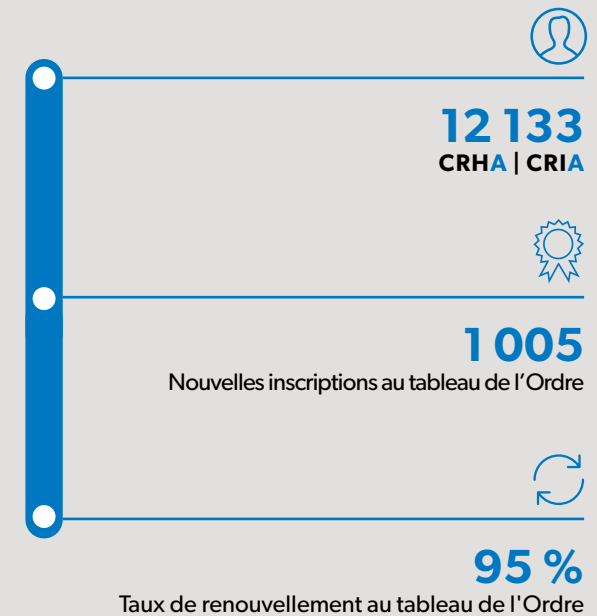 12 133
CRHA | CRIA
1 005
Nouvelles inscriptions au tableau de l’Ordre
95 %
Taux de renouvellement au tableau de l'Ordre